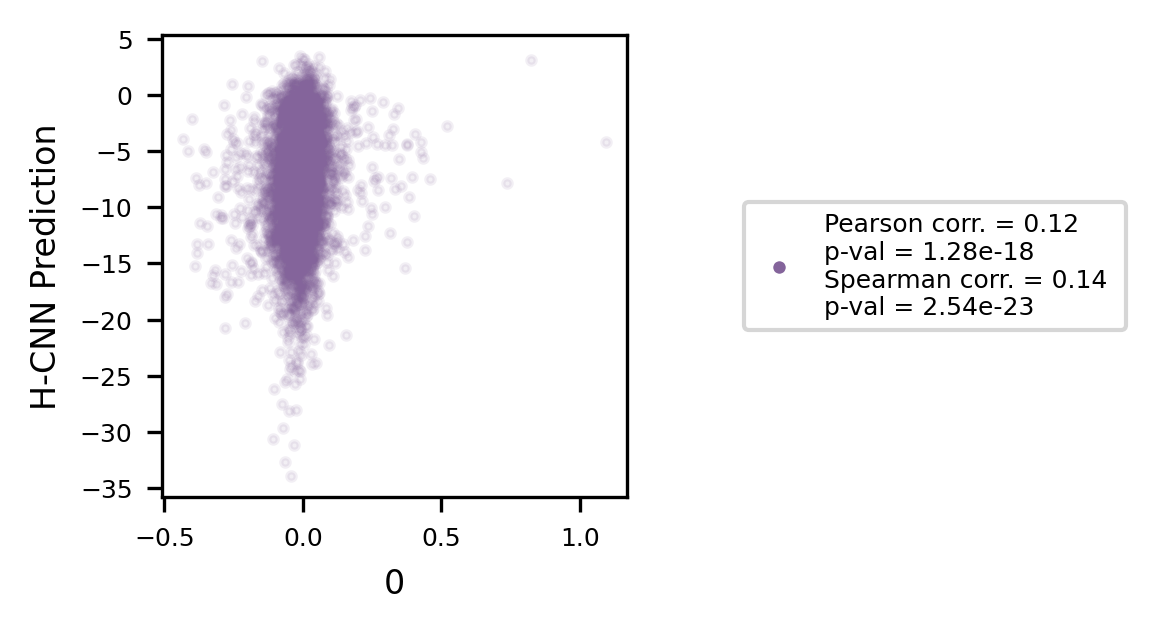 5
0
−5
−10
−15
−20
−25
−30
−35
H-CNN Prediction
−0.5 0.0 0.5 1.0
0
Pearson corr. = 0.12
p-val = 1.28e-18
Spearman corr. = 0.14
p-val = 2.54e-23